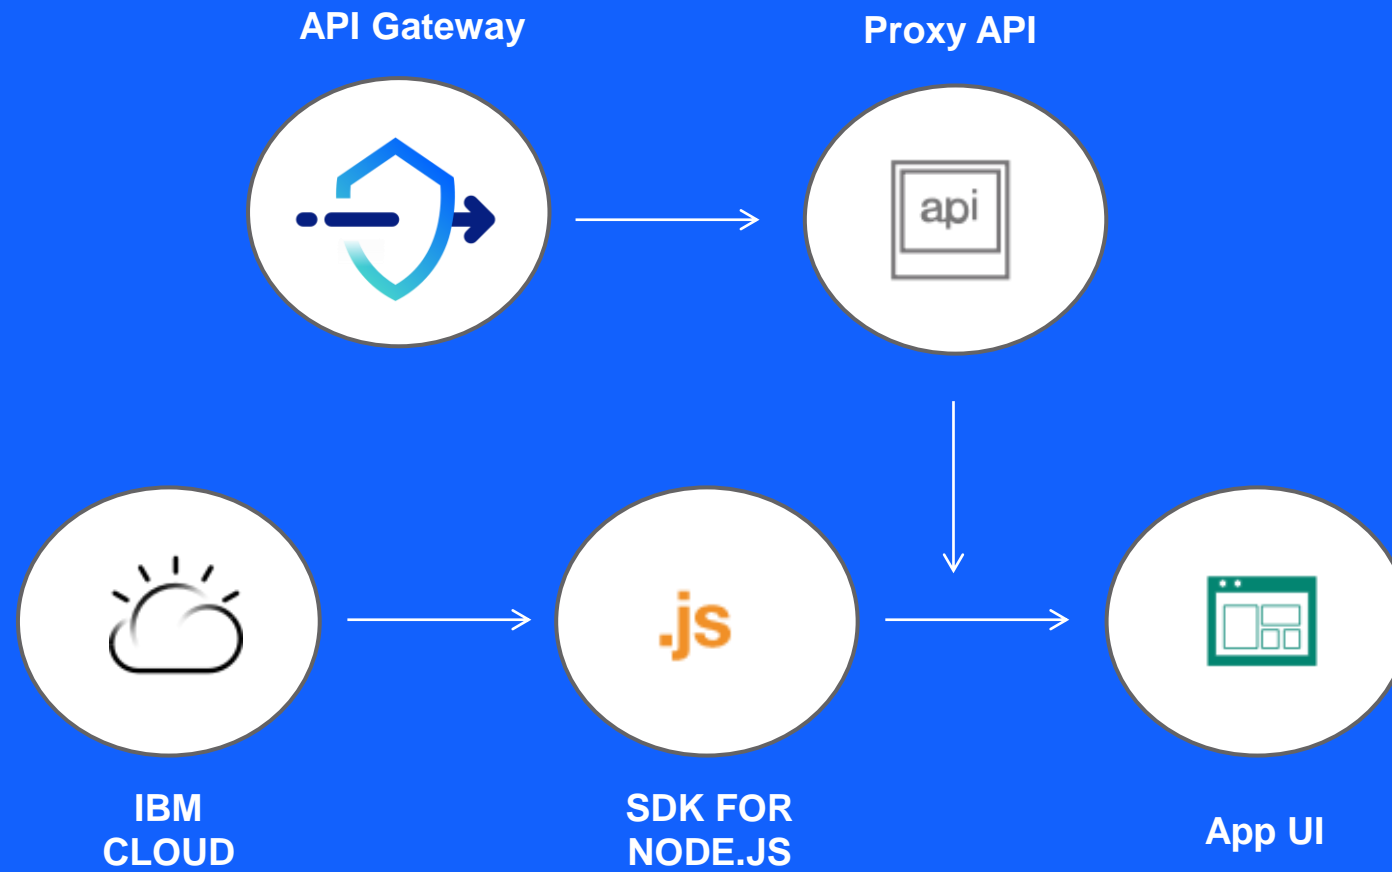 API Gateway
Proxy API
api
.js
IBM
CLOUD
SDK FOR
NODE.JS
App UI